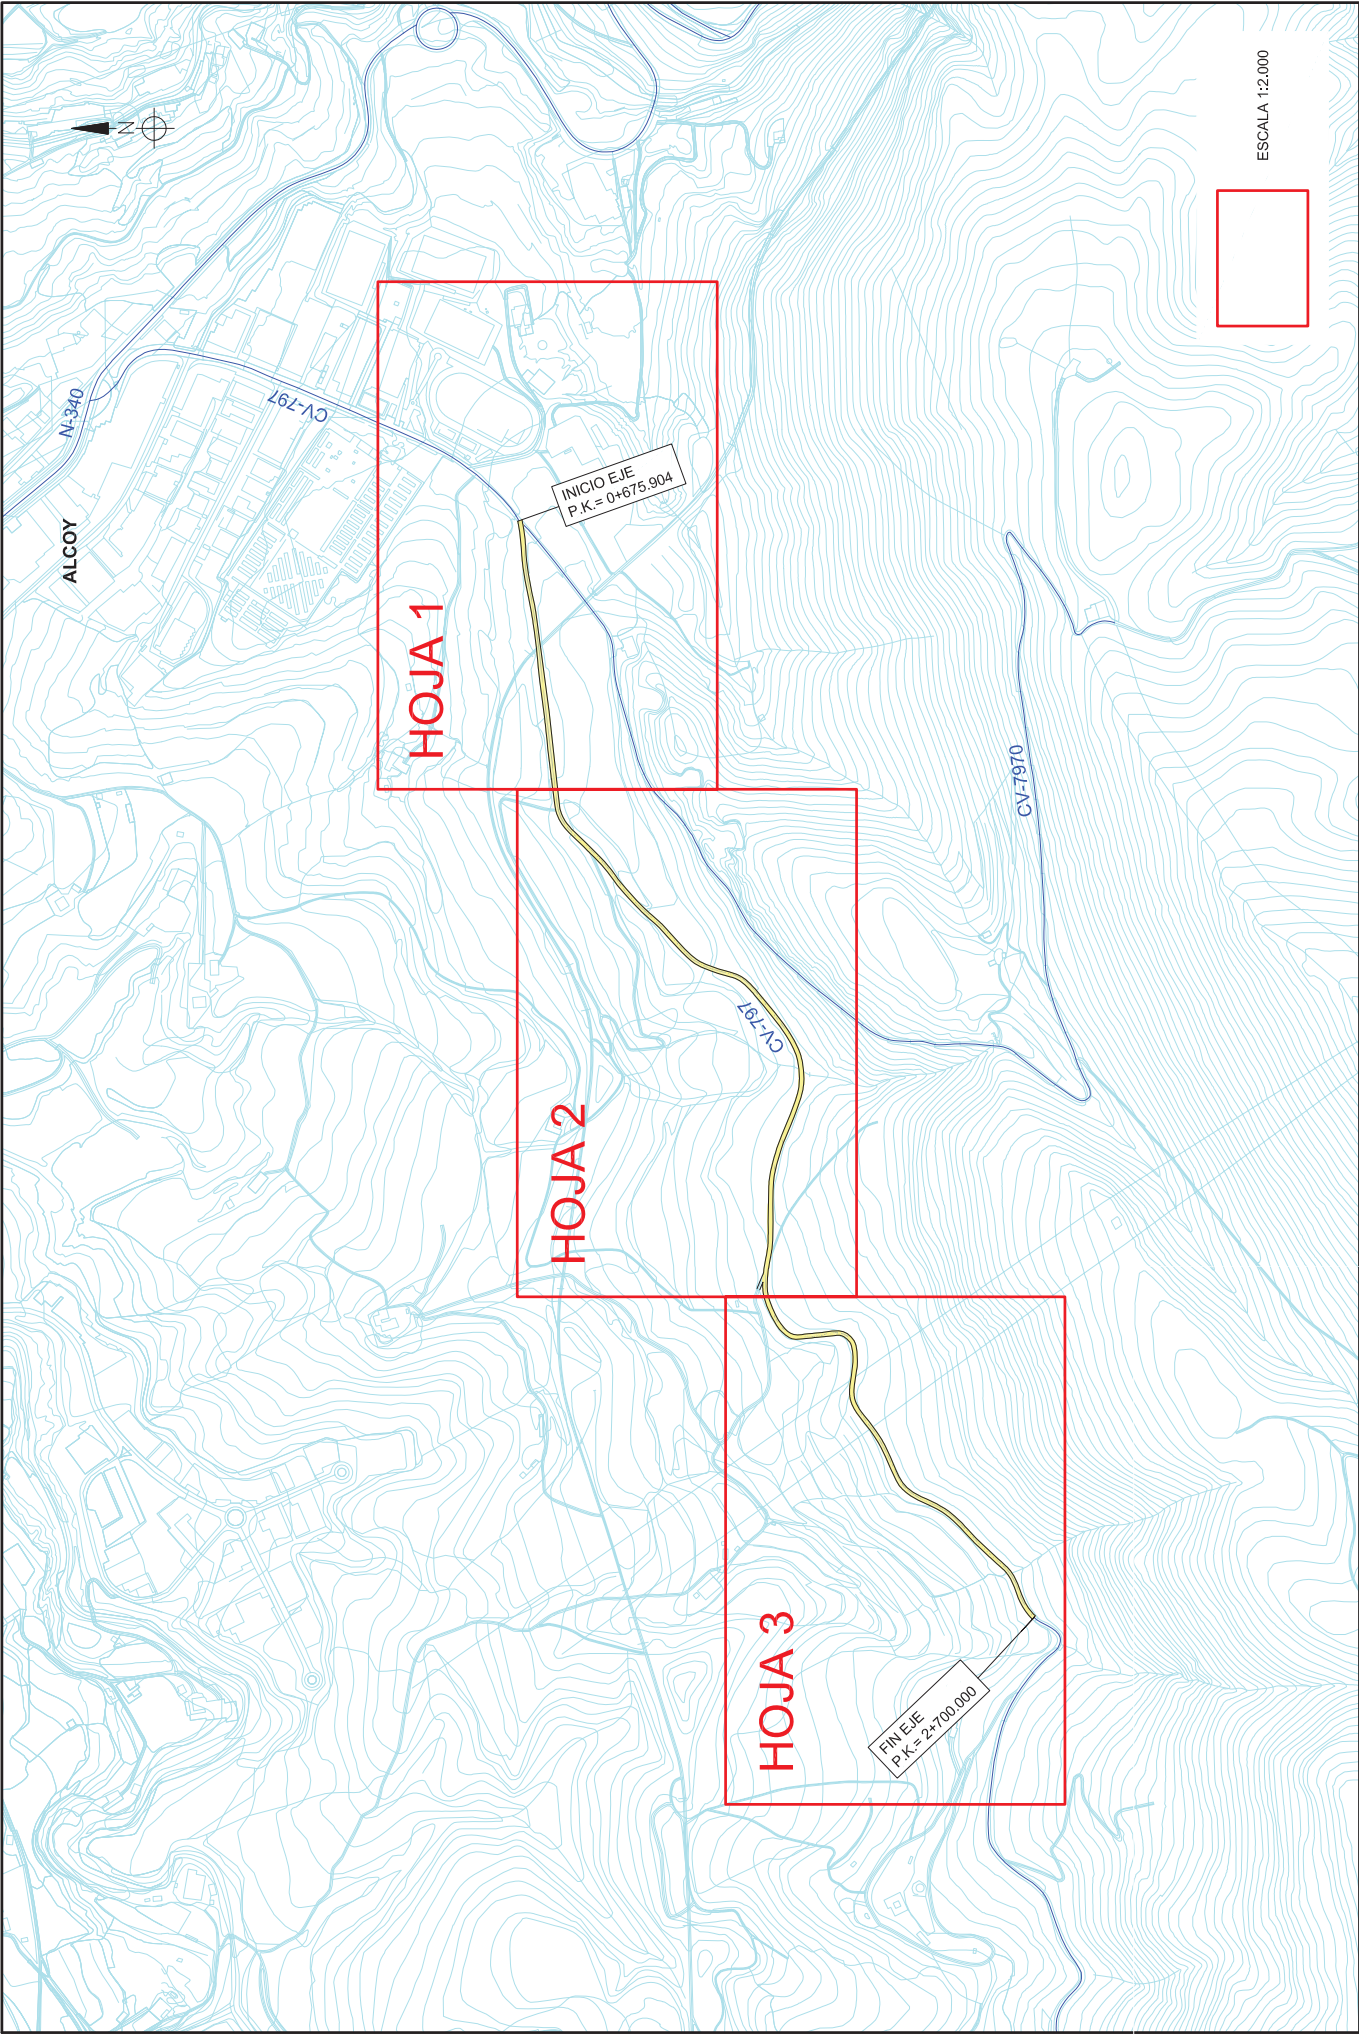 ALCOY
N-340
N
CV-797
ESCALA 1:2.000
HOJA 1
INICIO EJE
P.K.= 0+675.904
HOJA 2
CV-797
CV-7970
HOJA 3
FIN EJE
P.K.= 2+700.000